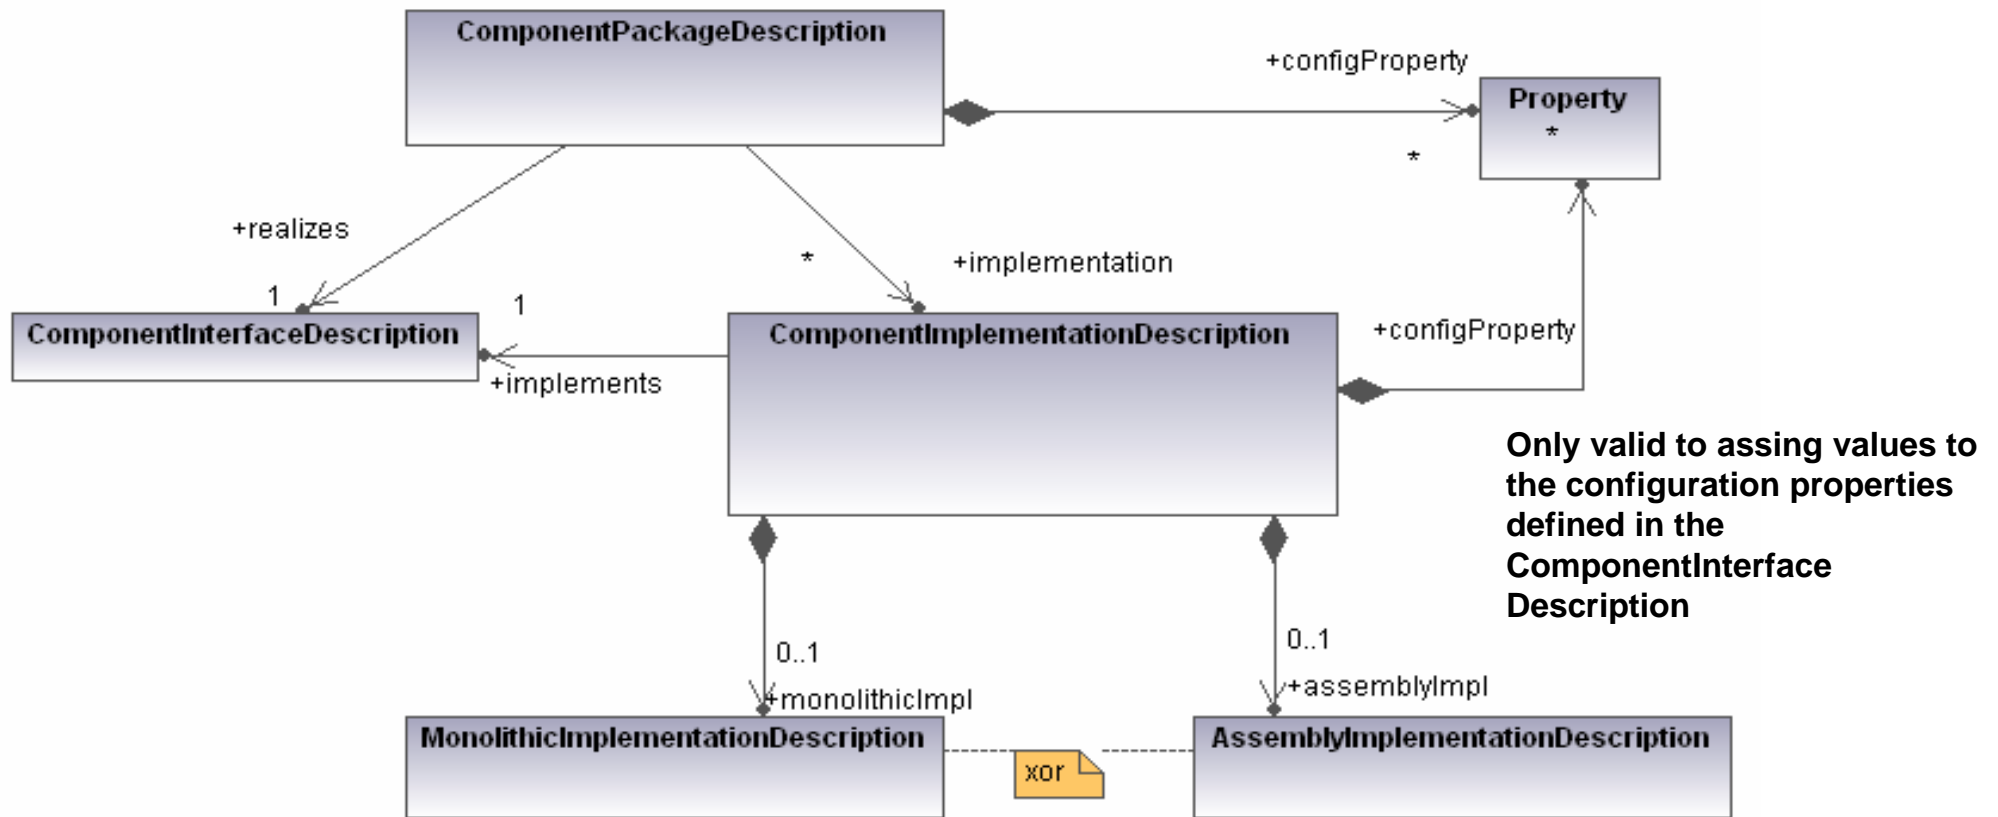 ComponentPackageDescription
+configProperty
Property
*
*
+realizes
*
+implementation
1
1
ComponentInterfaceDescription
ComponentImplementationDescription
+configProperty
+implements
Only valid to assing values to
the configuration properties
defined in the
ComponentInterface
Description
0..1
+monolithicImpl
0..1
+assemblyImpl
MonolithicImplementationDescription
xor
AssemblyImplementationDescription